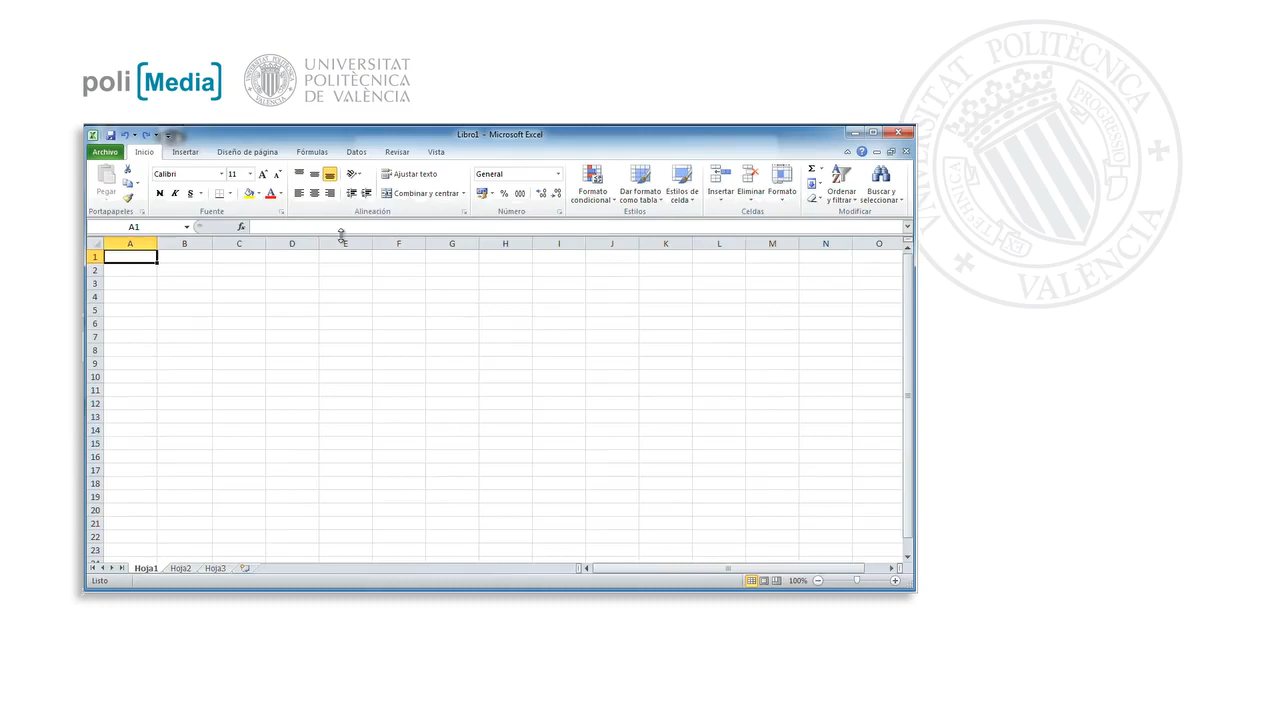 poli [Media]
UNIVERSITAT
POLITÈCNICA
DE VALÈNCIA
UNIVERSITAT POLITÈCNICA
DE VALÈNCIA
Libro1 - Microsoft Excel
Archivo Inicio Insertar Diseño de página Fórmulas Datos Revisar Vista
Calibri 11 Ajustar texto General
Pegar N K S Combinar y centrar % 000
Formato condicional Dar formato como tabla Estilos de celda Insertar Eliminar Formato Ordenar y filtrar Buscar y seleccionar
Portapapeles Fuente Alineación Número Estilos Celdas Modificar
A1 fx
A B C D E F G H I J K L M N O
1
2
3
4
5
6
7
8
9
10
11
12
13
14
15
16
17
18
19
20
21
22
23
Hoja1 Hoja2 Hoja3
Listo 100%